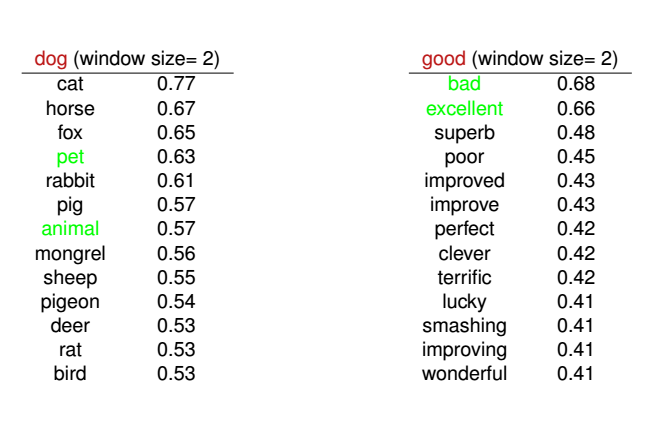 dog (window size= 2)
cat 0.77
horse 0.67
fox 0.65
pet 0.63
rabbit 0.61
pig 0.57
animal 0.57
mongrel 0.56
sheep 0.55
pigeon 0.54
deer 0.53
rat 0.53
bird 0.53
good (window size= 2)
bad 0.68
excellent 0.66
superb 0.48
poor 0.45
improved 0.43
improve 0.43
perfect 0.42
clever 0.42
terrific 0.42
lucky 0.41
smashing 0.41
improving 0.41
wonderful 0.41